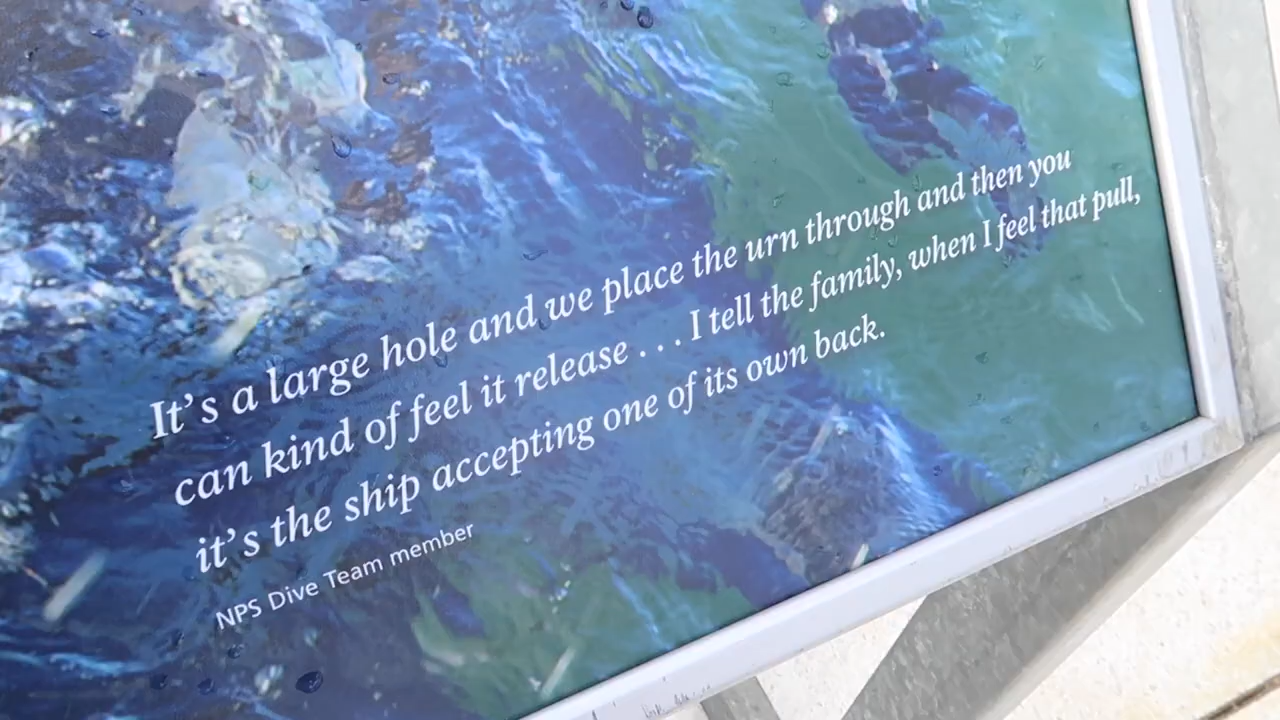 It's a large hole and we place the urn through and then you
can kind of feel it release . . . I tell the family, when I feel that pull,
it's the ship accepting one of its own back.
NPS Dive Team member